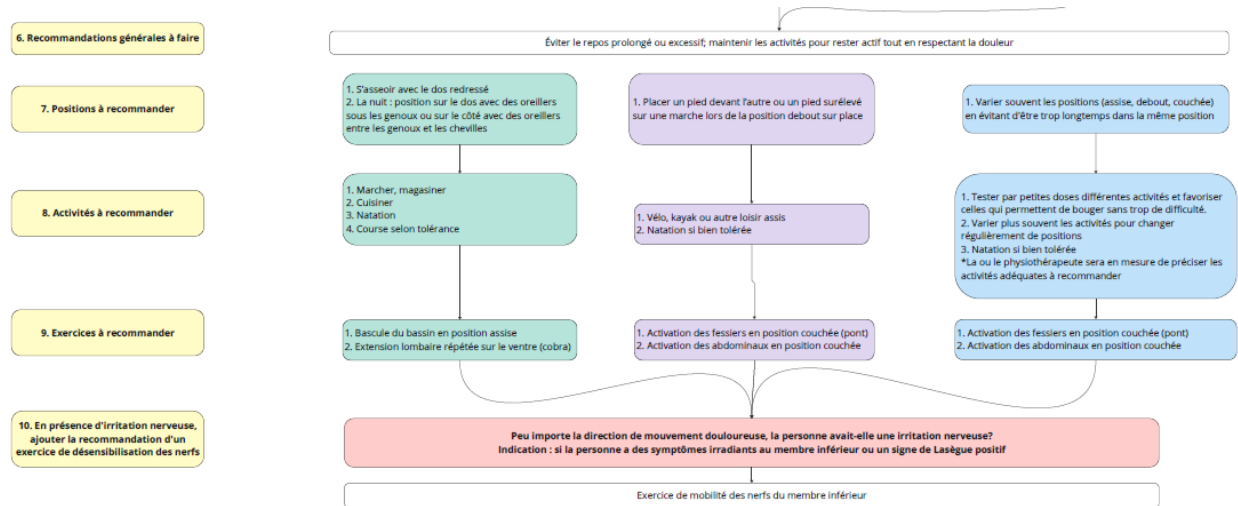 6. Recommandations générales à faire
Éviter le repos prolongé ou excessif; maintenir les activités pour rester actif tout en respectant la douleur
7. Positions à recommander
1. S'asseoir avec le dos redressé
2. La nuit : position sur le dos avec des oreillers
sous les genoux ou sur le côté avec des oreillers
entre les genoux et les chevilles
1. Placer un pied devant l'autre ou un pied surélevé
sur une marche lors de la position debout sur place
1. Varier souvent les positions (assise, debout, couchée)
en évitant d'être trop longtemps dans la même position
8. Activités à recommander
1. Marcher, magasiner
2. Cuisiner
3. Natation
4. Course selon tolérance
1. Vélo, kayak ou autre loisir assis
2. Natation si bien tolérée
1. Tester par petites doses différentes activités et favoriser
celles qui permettent de bouger sans trop de difficulté.
2. Varier plus souvent les activités pour changer
régulièrement de positions
3. Natation si bien tolérée
*La ou le physiothérapeute sera en mesure de préciser les
activités adéquates à recommander
9. Exercices à recommander
1. Bascule du bassin en position assise
2. Extension lombaire répétée sur le ventre (cobra)
1. Activation des fessiers en position couchée (pont)
2. Activation des abdominaux en position couchée
1. Activation des fessiers en position couchée (pont)
2. Activation des abdominaux en position couchée
10. En présence d'irritation nerveuse,
ajouter la recommandation d'un
exercice de désensibilisation des nerfs
Peu importe la direction de mouvement douloureuse, la personne avait-elle une irritation nerveuse?
Indication : si la personne a des symptômes irradiants au membre inférieur ou un signe de Lasègue positif
Exercice de mobilité des nerfs du membre inférieur